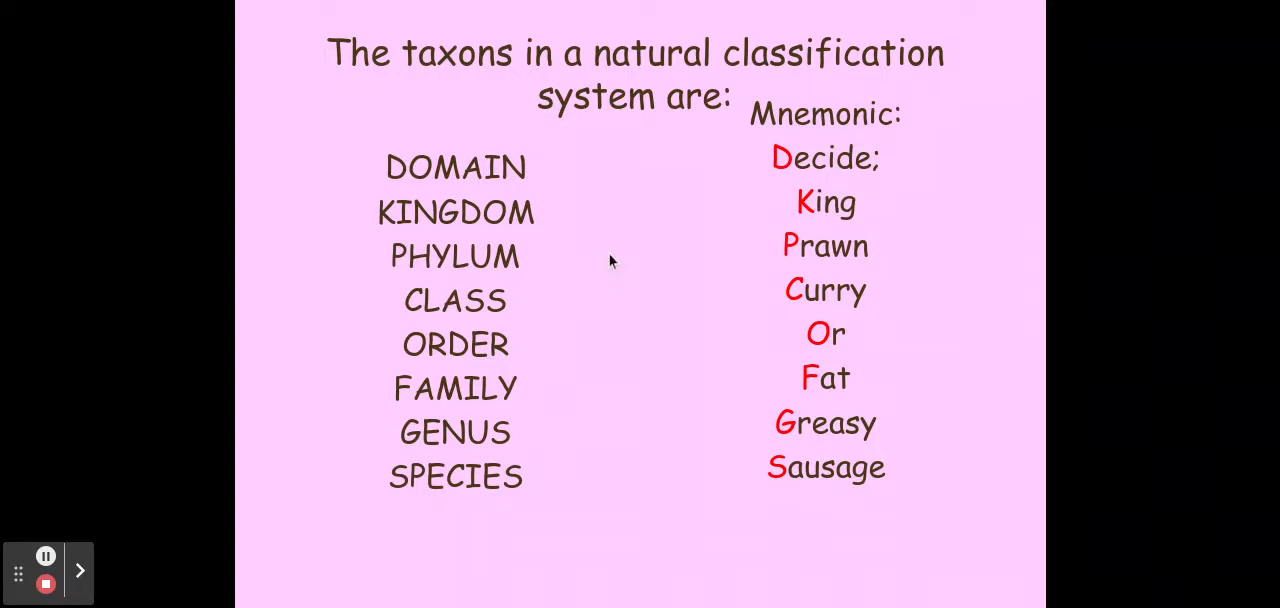 The taxons in a natural classification
system are:
DOMAIN
KINGDOM
PHYLUM
CLASS
ORDER
FAMILY
GENUS
SPECIES
Mnemonic:
Decide;
King
Prawn
Curry
Or
Fat
Greasy
Sausage